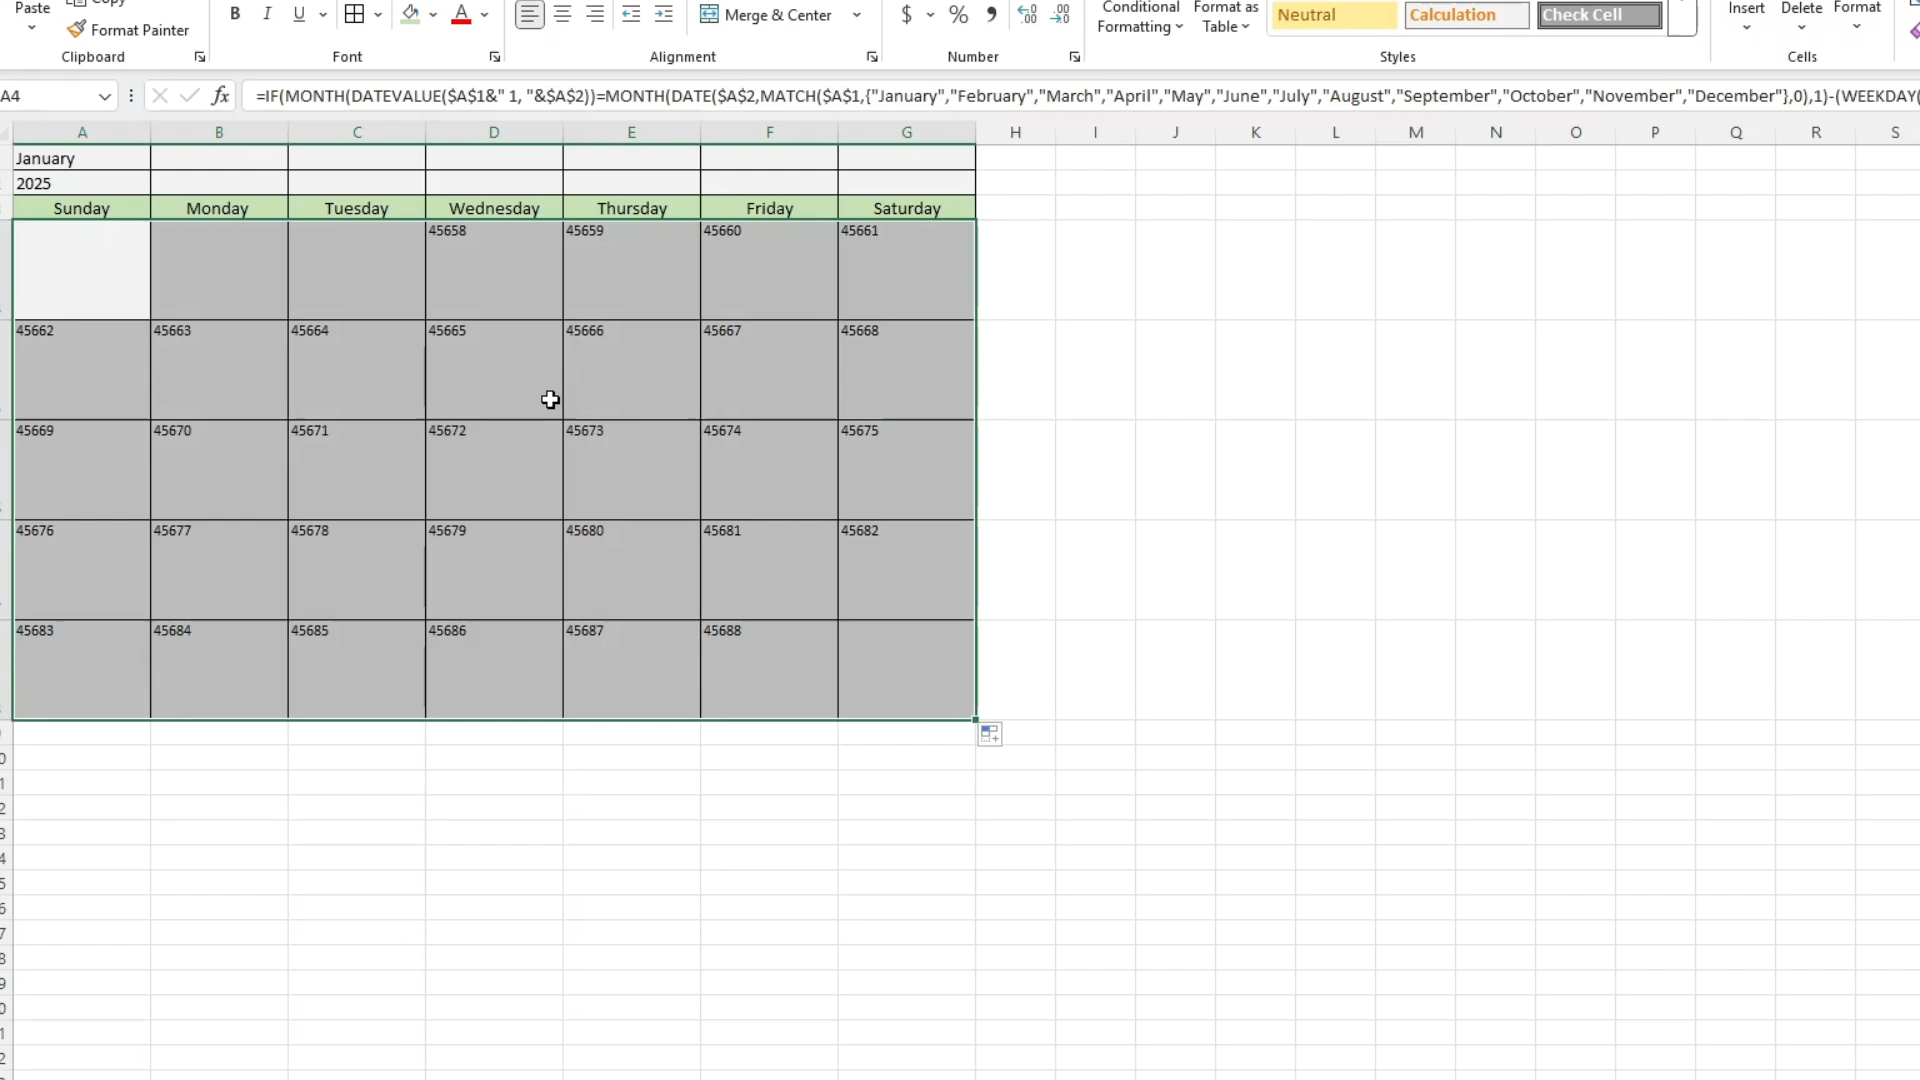 Paste Copy
Format Painter
B I U A
Merge & Center
$ % 9
Conditional Formatting
Format as Table
Neutral Calculation Check Cell
Insert Delete Format
Clipboard Font Alignment Number Styles Cells
A4 fx =IF(MONTH(DATEVALUE($A$1&" 1, "&$A$2))=MONTH(DATE($A$2,MATCH($A$1,{"January","February","March","April","May","June","July","August","September","October","November","December"},0),1)-(WEEKDAY(
A B C D E F G H I J K L M N O P Q R S
January
2025
Sunday Monday Tuesday Wednesday Thursday Friday Saturday
45658 45659 45660 45661
45662 45663 45664 45665 45666 45667 45668
45669 45670 45671 45672 45673 45674 45675
45676 45677 45678 45679 45680 45681 45682
45683 45684 45685 45686 45687 45688